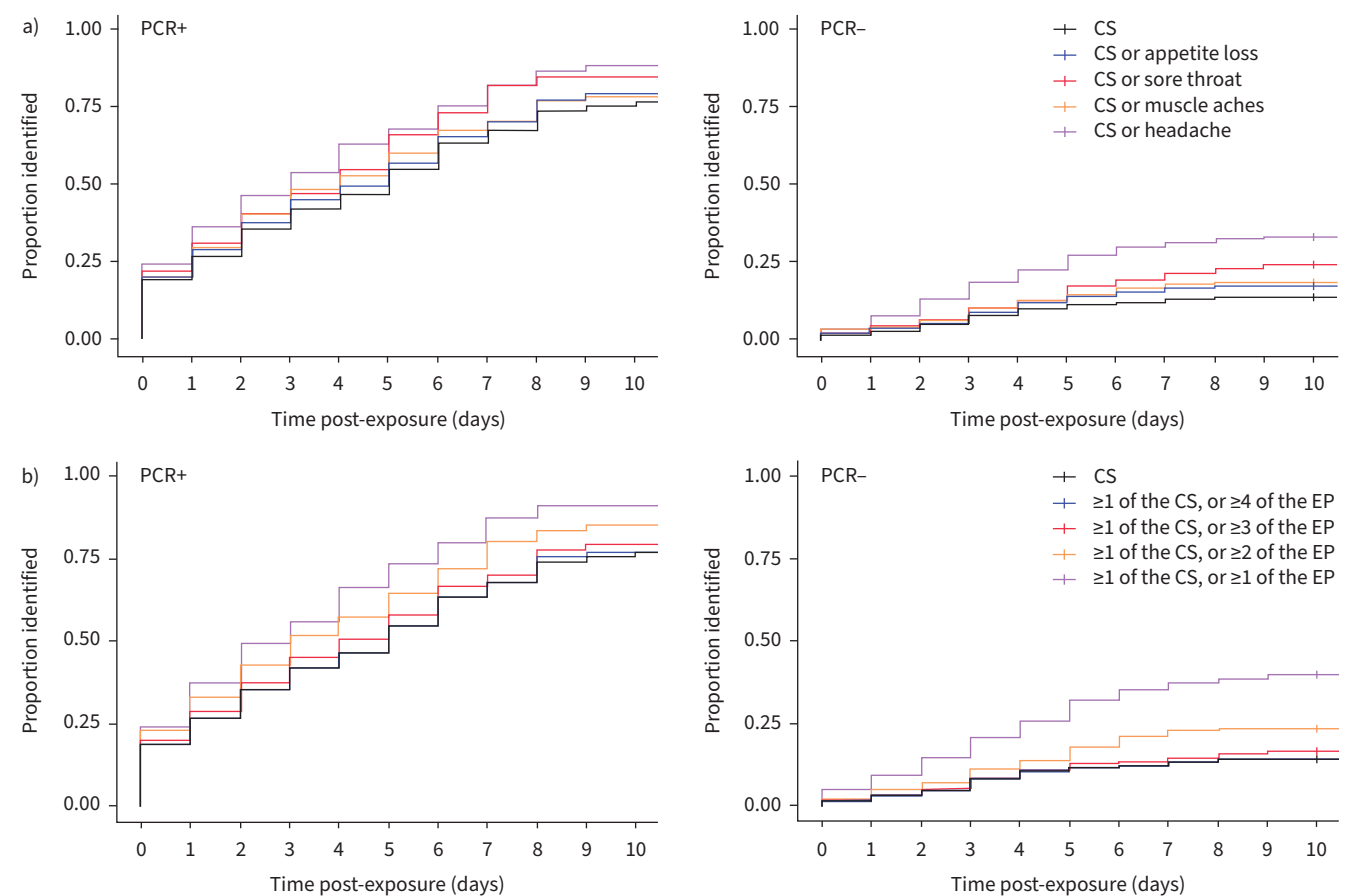 a)
PCR+
Proportion identified
1.00
0.75
0.50
0.25
0.00
0 1 2 3 4 5 6 7 8 9 10
Time post-exposure (days)
PCR–
Proportion identified
1.00
0.75
0.50
0.25
0.00
0 1 2 3 4 5 6 7 8 9 10
Time post-exposure (days)
CS
CS or appetite loss
CS or sore throat
CS or muscle aches
CS or headache
b)
PCR+
Proportion identified
1.00
0.75
0.50
0.25
0.00
0 1 2 3 4 5 6 7 8 9 10
Time post-exposure (days)
PCR–
Proportion identified
1.00
0.75
0.50
0.25
0.00
0 1 2 3 4 5 6 7 8 9 10
Time post-exposure (days)
CS
≥1 of the CS, or ≥4 of the EP
≥1 of the CS, or ≥3 of the EP
≥1 of the CS, or ≥2 of the EP
≥1 of the CS, or ≥1 of the EP